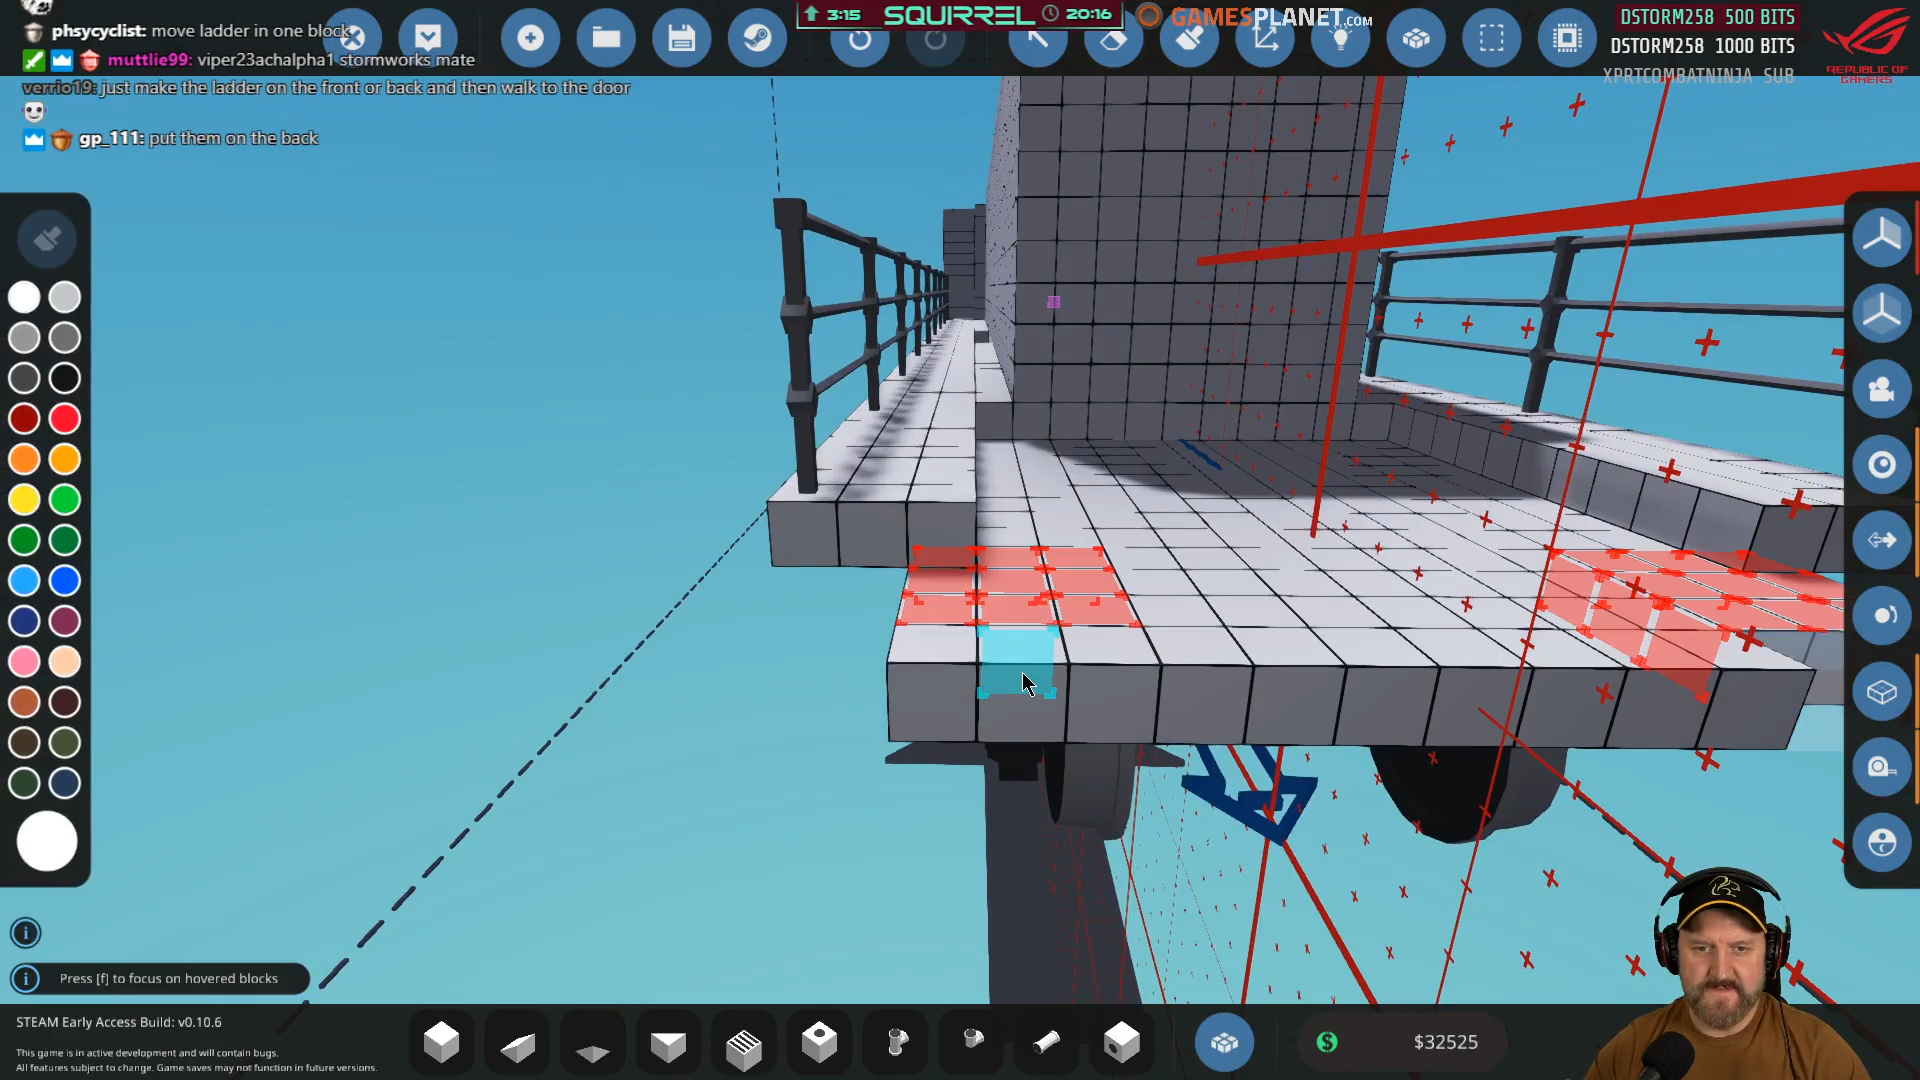 3:15 SQUIRREL 20:16
GAMESPLANET.COM
DSTORM258 500 BITS
DSTORM258 1000 BITS
XPRTCOMBATNINJA SUB
REPUBLIC OF
GAMERS
phsycyclist: move ladder in one block
muttlie99: viper23achalpha1 stormworks mate
verrio19: just make the ladder on the front or back and then walk to the door
gp_111: put them on the back
Press [f] to focus on hovered blocks
STEAM Early Access Build: v0.10.6
This game is in active development and will contain bugs.
All features subject to change. Game saves may not function in future versions.
$32525